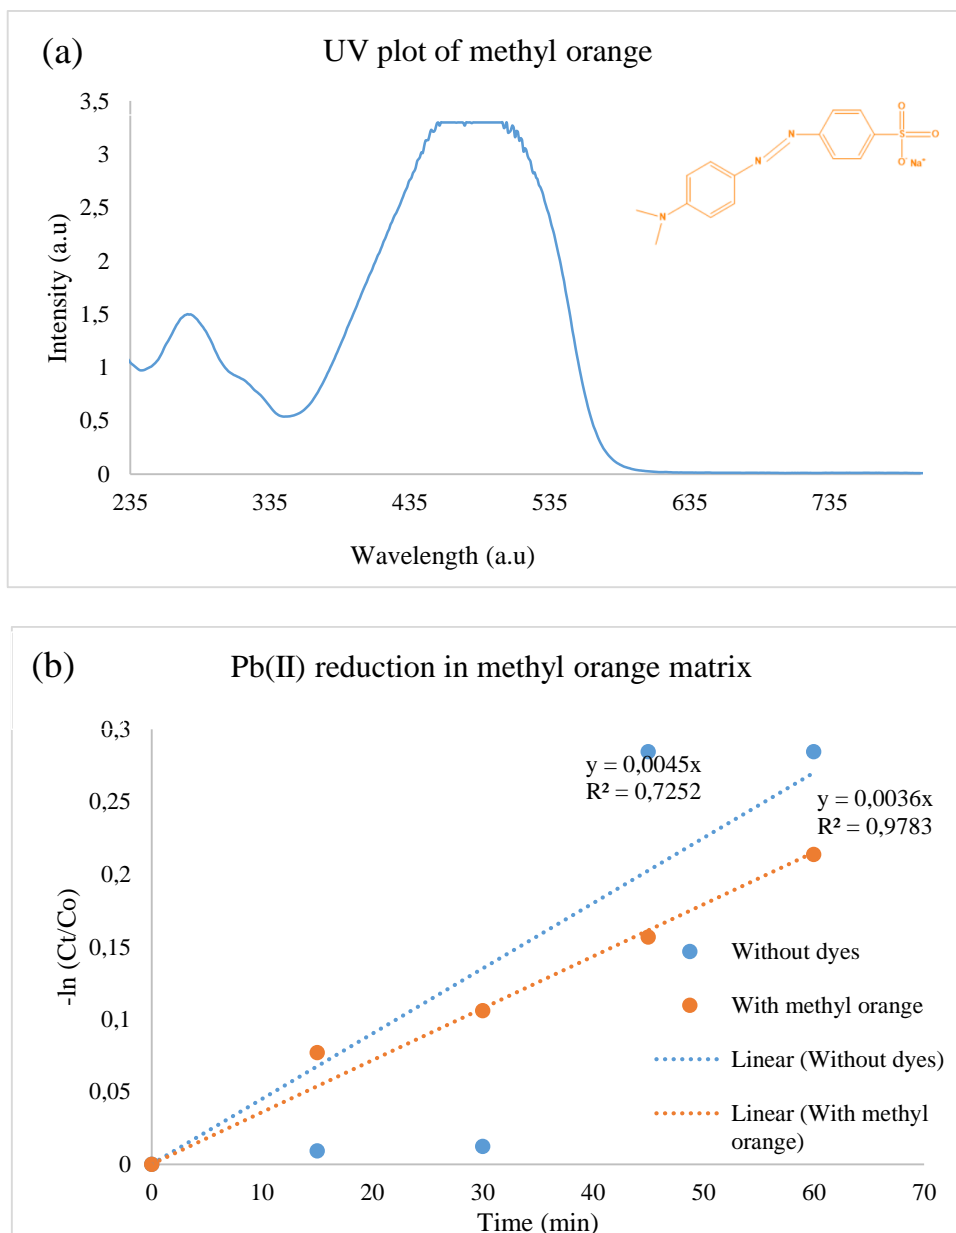 (a)
UV plot of methyl orange
3,5
3
2,5
2
1,5
1
0,5
0
Intensity (a.u)
235
335
435
535
635
735
Wavelength (a.u)
N
N
N
S
O
O
O⁻
Na⁺
(b)
Pb(II) reduction in methyl orange matrix
0,3
0,25
0,2
0,15
0,1
0,05
0
-ln (Ct/Co)
y = 0,0045x
R² = 0,7252
y = 0,0036x
R² = 0,9783
Without dyes
With methyl orange
Linear (Without dyes)
Linear (With methyl
orange)
0
10
20
30
40
50
60
70
Time (min)